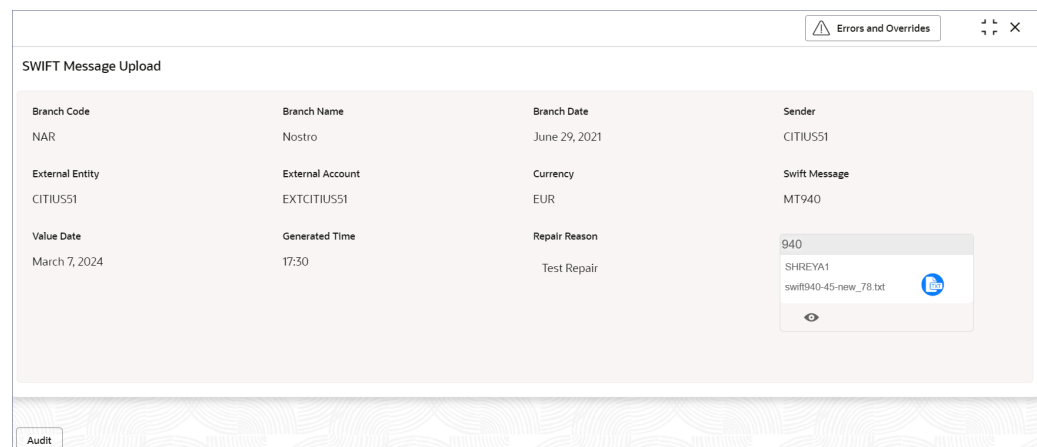 Errors and Overrides
SWIFT Message Upload
Branch Code Branch Name Branch Date Sender
NAR Nostro June 29, 2021 CITIUS51
External Entity External Account Currency Swift Message
CITIUS51 EXTCITIUS51 EUR MT940
Value Date Generated Time Repair Reason
940
March 7, 2024 17:30 Test Repair
SHREYA1
swift940-45-new_78.txt
TXT
Audit